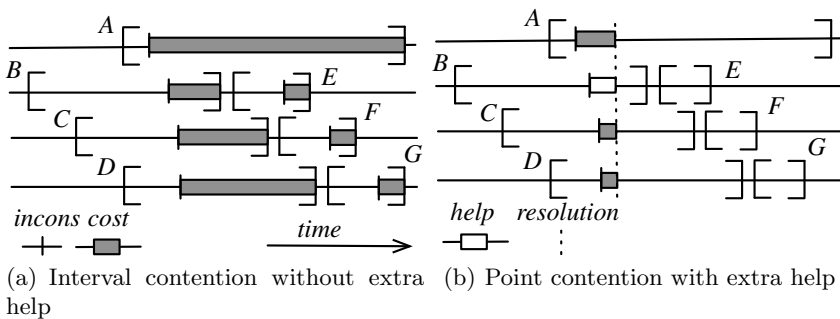 A
B
E
C
F
D
G
incons cost
time
(a) Interval contention without extra
help
A
B
E
C
F
D
G
help resolution
(b) Point contention with extra help